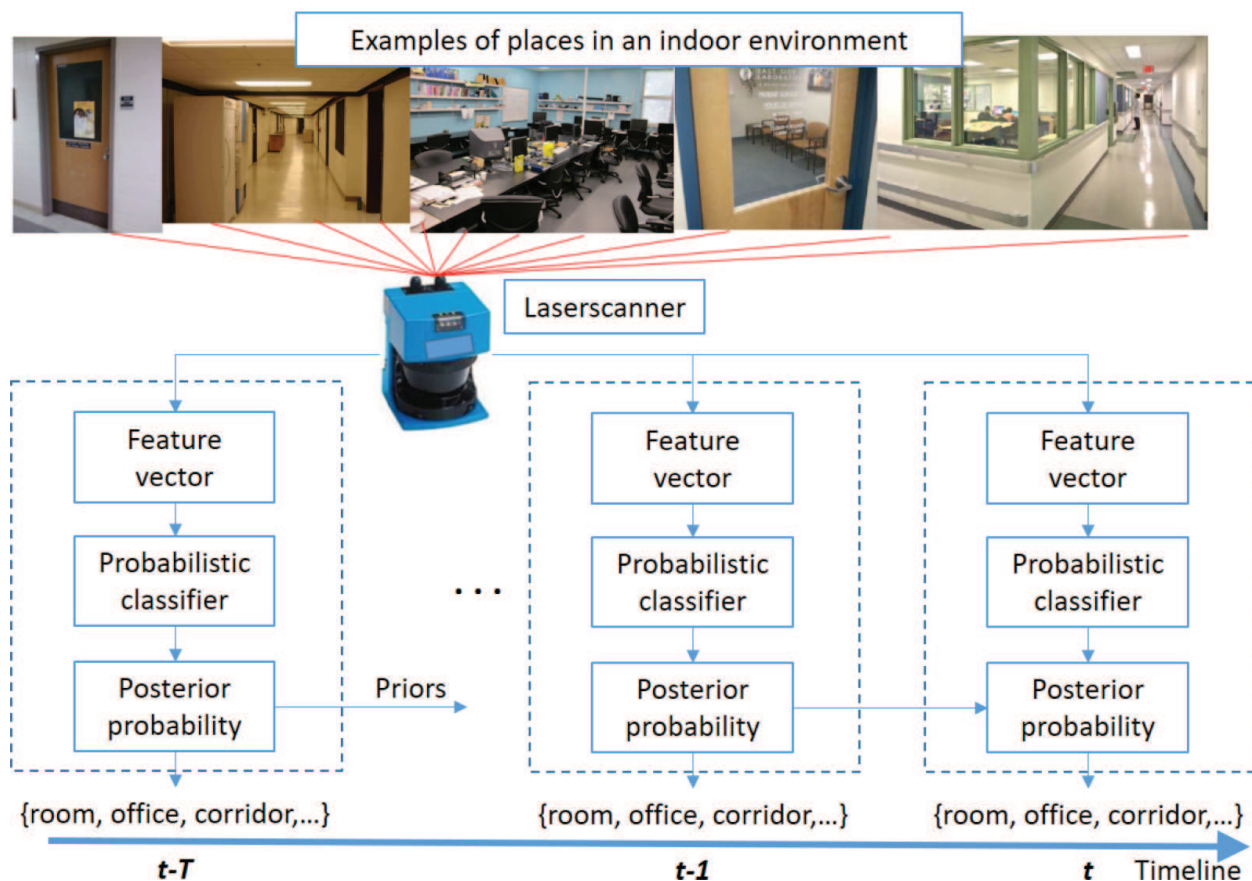 Examples of places in an indoor environment
Laserscanner
Feature
vector
Probabilistic
classifier
Posterior
probability
Priors
{room, office, corridor,...}
. . .
Feature
vector
Probabilistic
classifier
Posterior
probability
{room, office, corridor,...}
Feature
vector
Probabilistic
classifier
Posterior
probability
{room, office, corridor,...}
t-T
t-1
t
Timeline